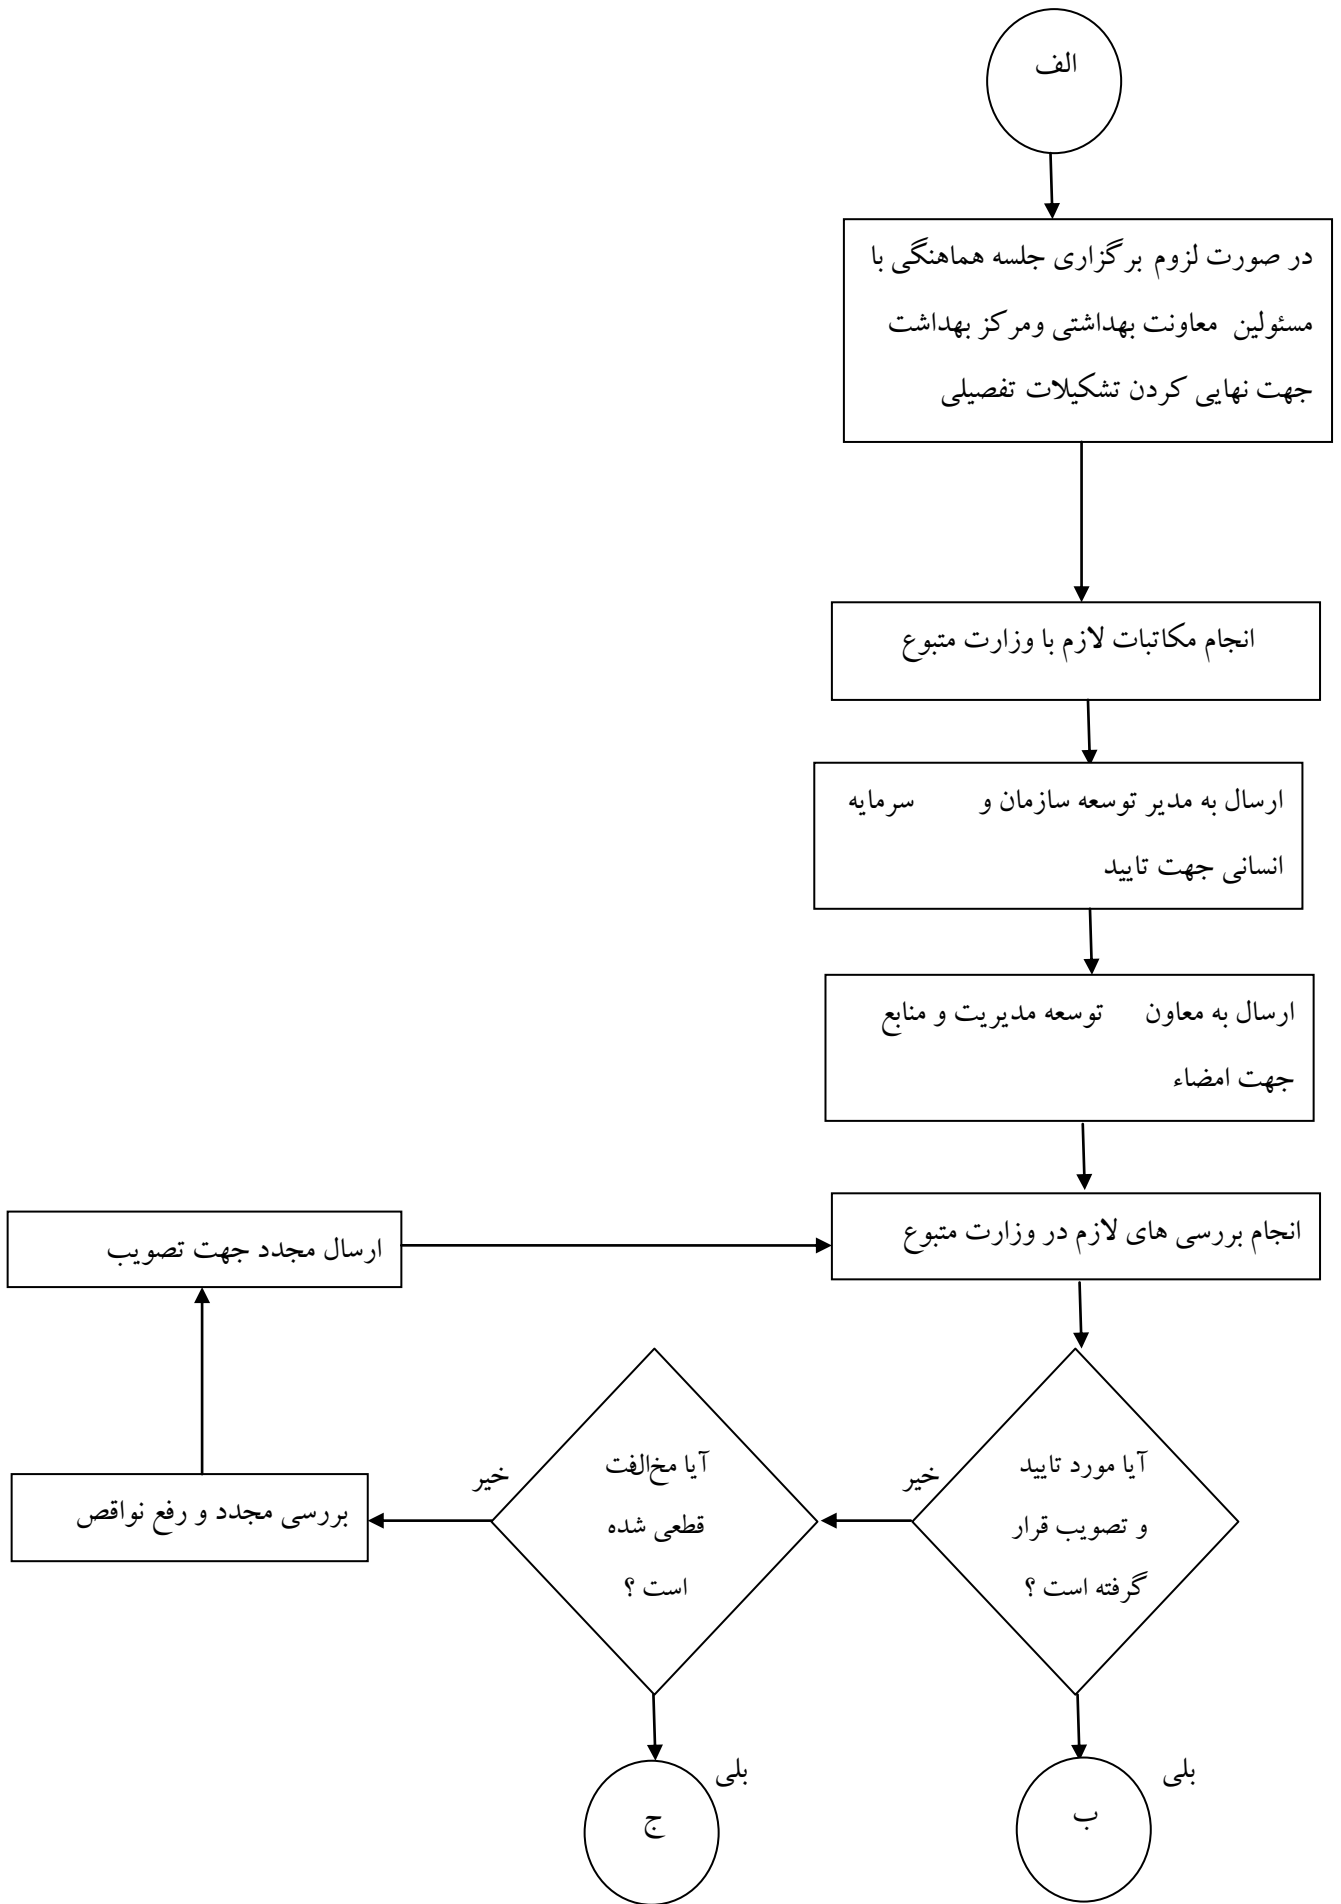 الف
در صورت لزوم برگزاری جلسه هماهنگی با
مسئولین معاونت بهداشتی ومرکز بهداشت
جهت نهایی کردن تشکیلات تفصیلی
انجام مکاتبات لازم با وزارت متبوع
ارسال به مدیر توسعه سازمان و سرمایه
انسانی جهت تایید
ارسال به معاون توسعه مدیریت و منابع
جهت امضاء
انجام بررسی های لازم در وزارت متبوع
ارسال مجدد جهت تصویب
آیا مورد تایید
و تصویب قرار
گرفته است ؟
خیر
آیا مخالفت
قطعی شده
است ؟
خیر
بررسی مجدد و رفع نواقص
بلی
ب
بلی
ج